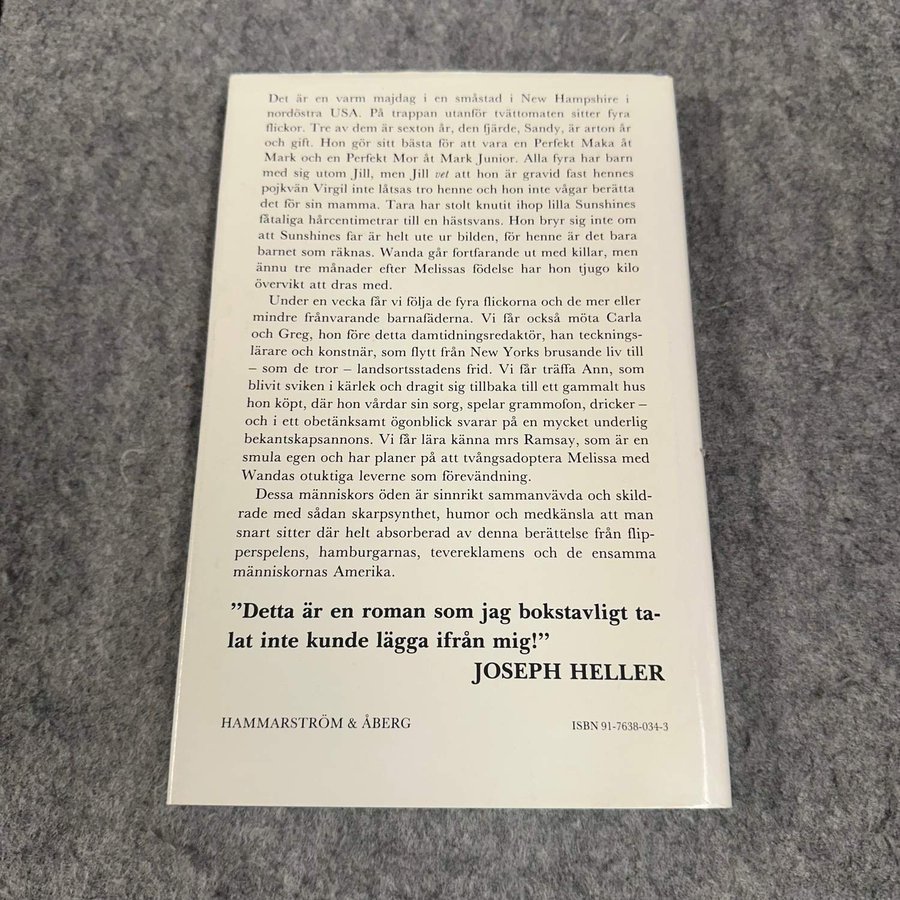 Det är en varm majdag i en småstad i New Hampshire i
nordöstra USA. På trappan utanför tvättomaten sitter fyra
flickor. Tre av dem är sexton år, den fjärde, Sandy, är arton år
och gift. Hon gör sitt bästa för att vara en Perfekt Maka åt
Mark och en Perfekt Mor åt Mark Junior. Alla fyra har barn
med sig utom Jill, men Jill vet att hon är gravid fast hennes
pojkvän Virgil inte låtsas tro henne och hon inte vågar berätta
det för sin mamma. Tara har stolt knutit ihop lilla Sunshines
fåtaliga hårcentimetrar till en hästsvans. Hon bryr sig inte om
att Sunshines far är helt ute ur bilden, för henne är det bara
barnet som räknas. Wanda går fortfarande ut med killar, men
ännu tre månader efter Melissas födelse har hon tjugo kilo
övervikt att dras med.
Under en vecka får vi följa de fyra flickorna och de mer eller
mindre frånvarande barnafäderna. Vi får också möta Carla
och Greg, hon före detta damtidningsredaktör, han tecknings-
lärare och konstnär, som flytt från New Yorks brusande liv till
– som de tror – landsortsstadens frid. Vi får träffa Ann, som
blivit sviken i kärlek och dragit sig tillbaka till ett gammalt hus
hon köpt, där hon vårdar sin sorg, spelar grammofon, dricker –
och i ett obetänksamt ögonblick svarar på en mycket underlig
bekantskapsannons. Vi får lära känna mrs Ramsay, som är en
smula egen och har planer på att tvångsadoptera Melissa med
Wandas otuktiga leverne som förevändning.
Dessa människors öden är sinnrikt sammanvävda och skild-
rade med sådan skarpsynthet, humor och medkänsla att man
snart sitter där helt absorberad av denna berättelse från flip-
perspelens, hamburgarnas, tevereklamens och de ensamma
människornas Amerika.
”Detta är en roman som jag bokstavligt ta-
lat inte kunde lägga ifrån mig!”
JOSEPH HELLER
HAMMARSTRÖM & ÅBERG
ISBN 91-7638-034-3